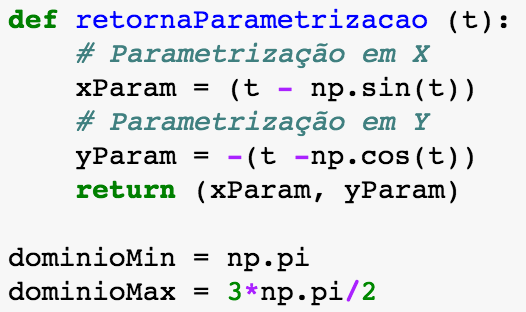 def retornaParametrizacao (t):
    # Parametrização em X
    xParam = (t - np.sin(t))
    # Parametrização em Y
    yParam = -(t -np.cos(t))
    return (xParam, yParam)

dominioMin = np.pi
dominioMax = 3*np.pi/2